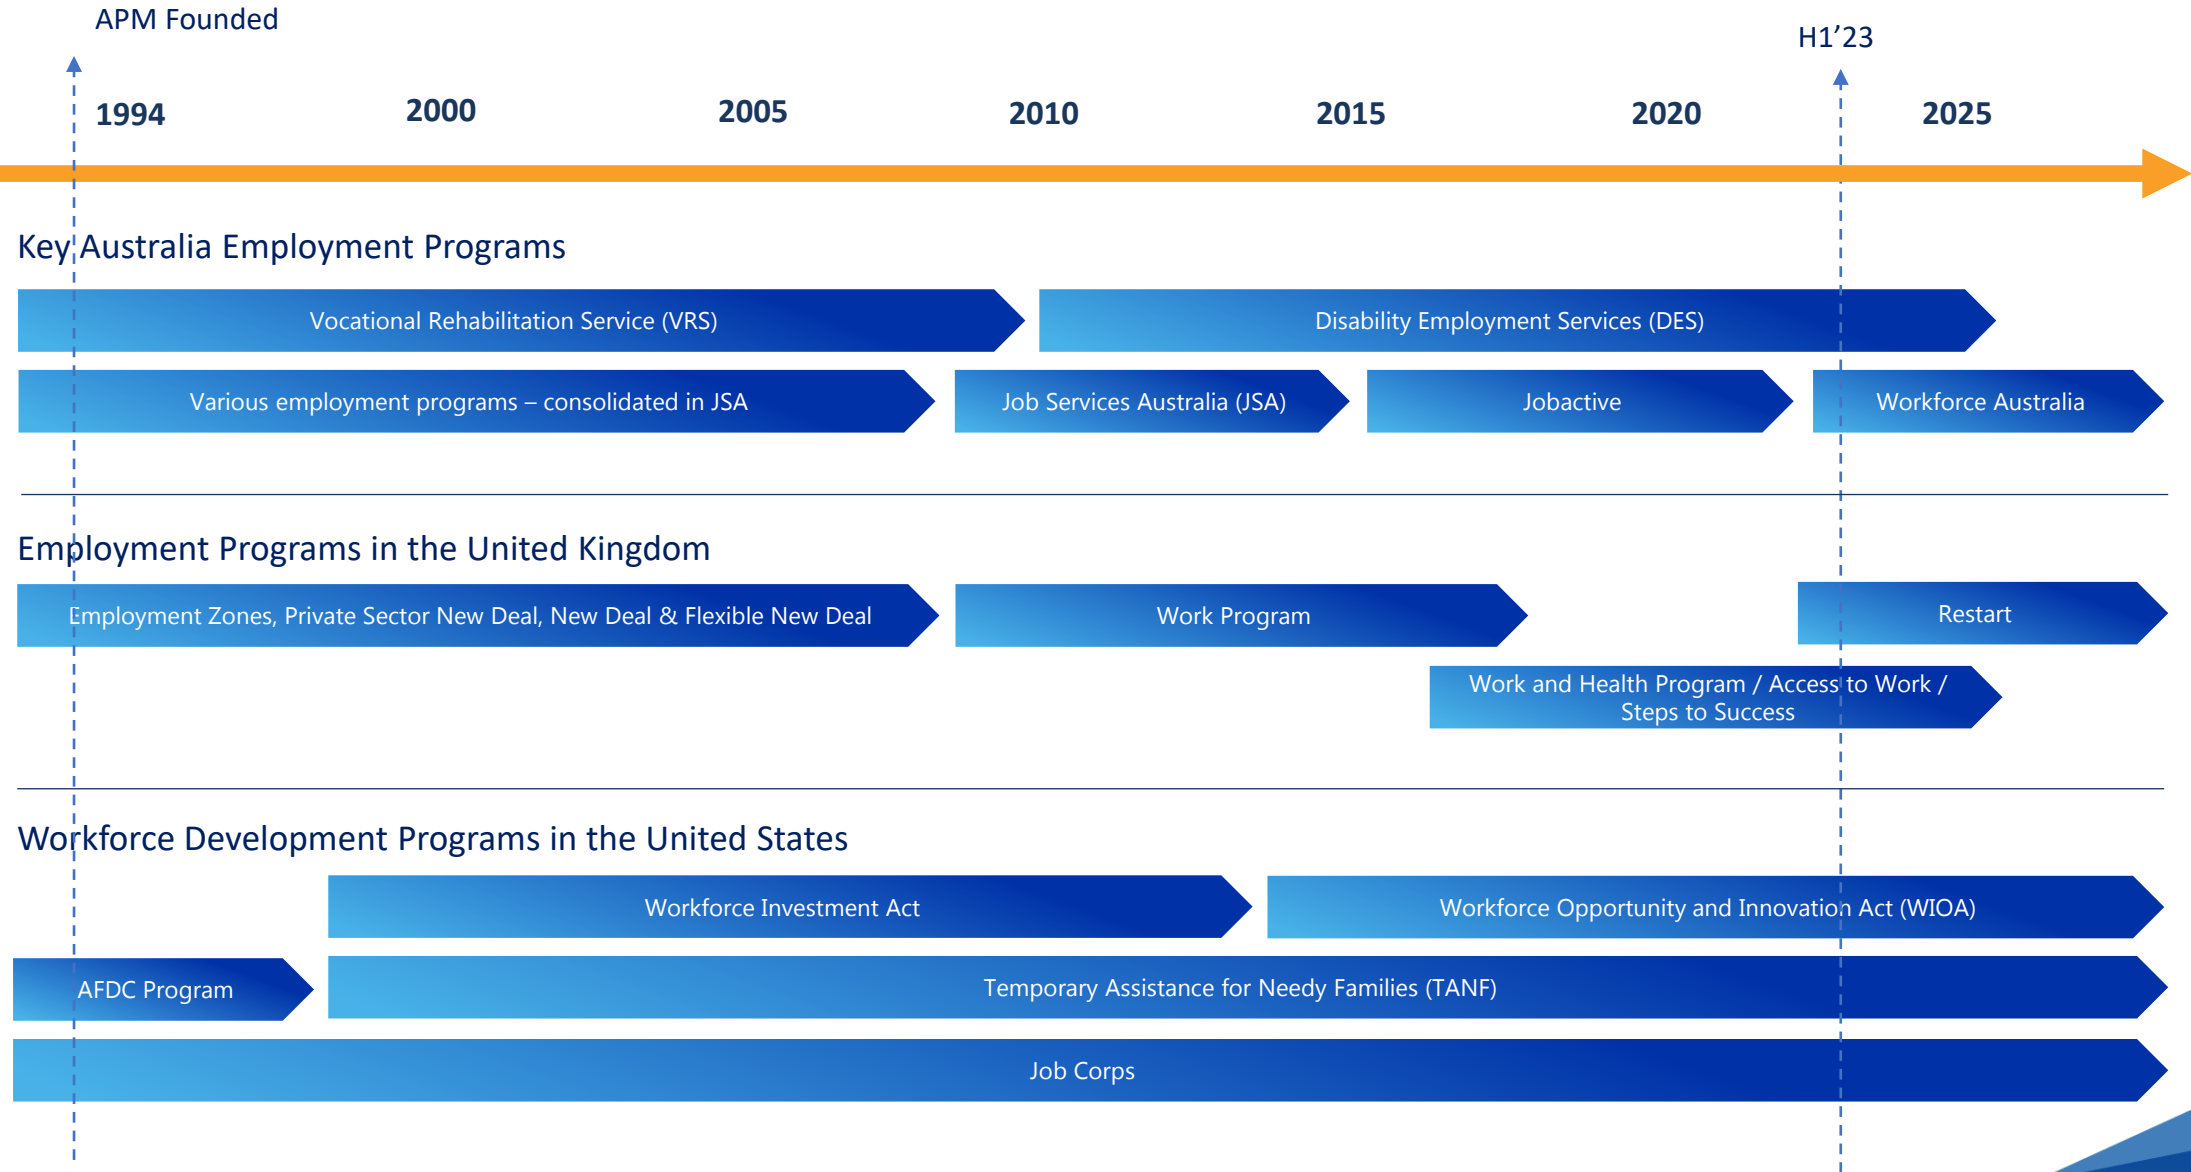 APM Founded
H1’23
1994
2000
2005
2010
2015
2020
2025
Key Australia Employment Programs
Vocational Rehabilitation Service (VRS)
Disability Employment Services (DES)
Various employment programs – consolidated in JSA
Job Services Australia (JSA)
Jobactive
Workforce Australia
Employment Programs in the United Kingdom
Employment Zones, Private Sector New Deal, New Deal & Flexible New Deal
Work Program
Restart
Work and Health Program / Access to Work /
Steps to Success
Workforce Development Programs in the United States
Workforce Investment Act
Workforce Opportunity and Innovation Act (WIOA)
AFDC Program
Temporary Assistance for Needy Families (TANF)
Job Corps